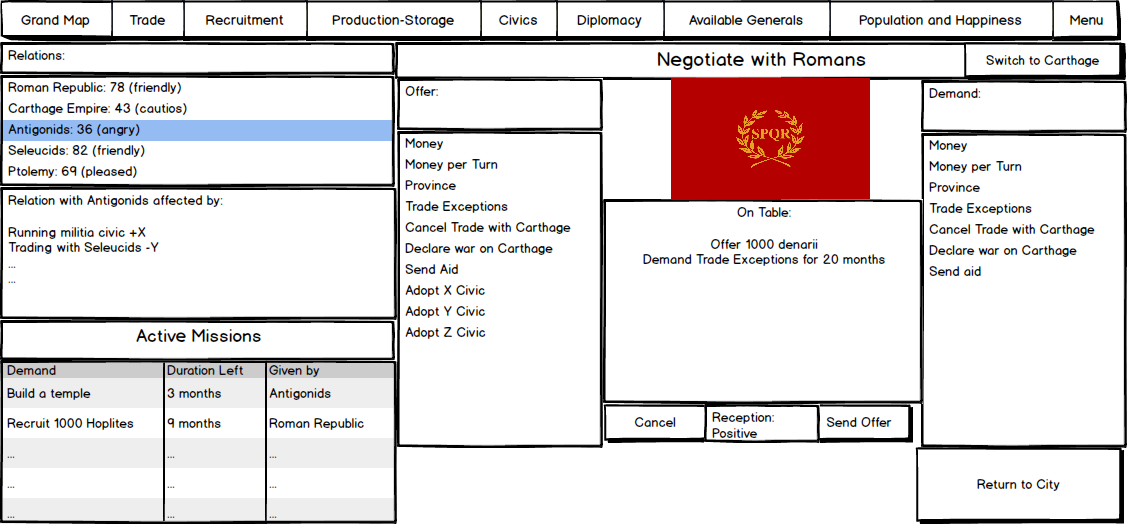 Grand Map Trade Recruitment Production-Storage Civics Diplomacy Available Generals Population and Happiness Menu
Relations:
Roman Republic: 78 (friendly)
Carthage Empire: 43 (cautios)
Antigonids: 36 (angry)
Seleucids: 82 (friendly)
Ptolemy: 69 (pleased)
Relation with Antigonids affected by:
Running militia civic +X
Trading with Seleucids -Y
...
...
Active Missions
Demand Duration Left Given by
Build a temple 3 months Antigonids
Recruit 1000 Hoplites 9 months Roman Republic
... ... ...
... ... ...
... ... ...
Negotiate with Romans
Switch to Carthage
Offer:
Money
Money per Turn
Province
Trade Exceptions
Cancel Trade with Carthage
Declare war on Carthage
Send Aid
Adopt X Civic
Adopt Y Civic
Adopt Z Civic
SPQR
On Table:
Offer 1000 denarii
Demand Trade Exceptions for 20 months
Cancel
Reception:
Positive
Send Offer
Demand:
Money
Money per Turn
Province
Trade Exceptions
Cancel Trade with Carthage
Declare war on Carthage
Send aid
Return to City